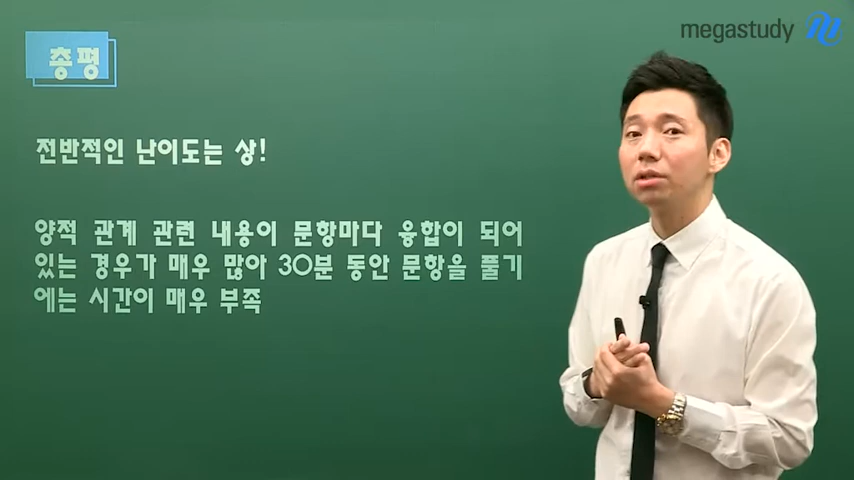 megastudy
총평
전반적인 난이도는 상!
양적 관계 관련 내용이 문항마다 융합이 되어
있는 경우가 매우 많아 30분 동안 문항을 풀기
에는 시간이 매우 부족